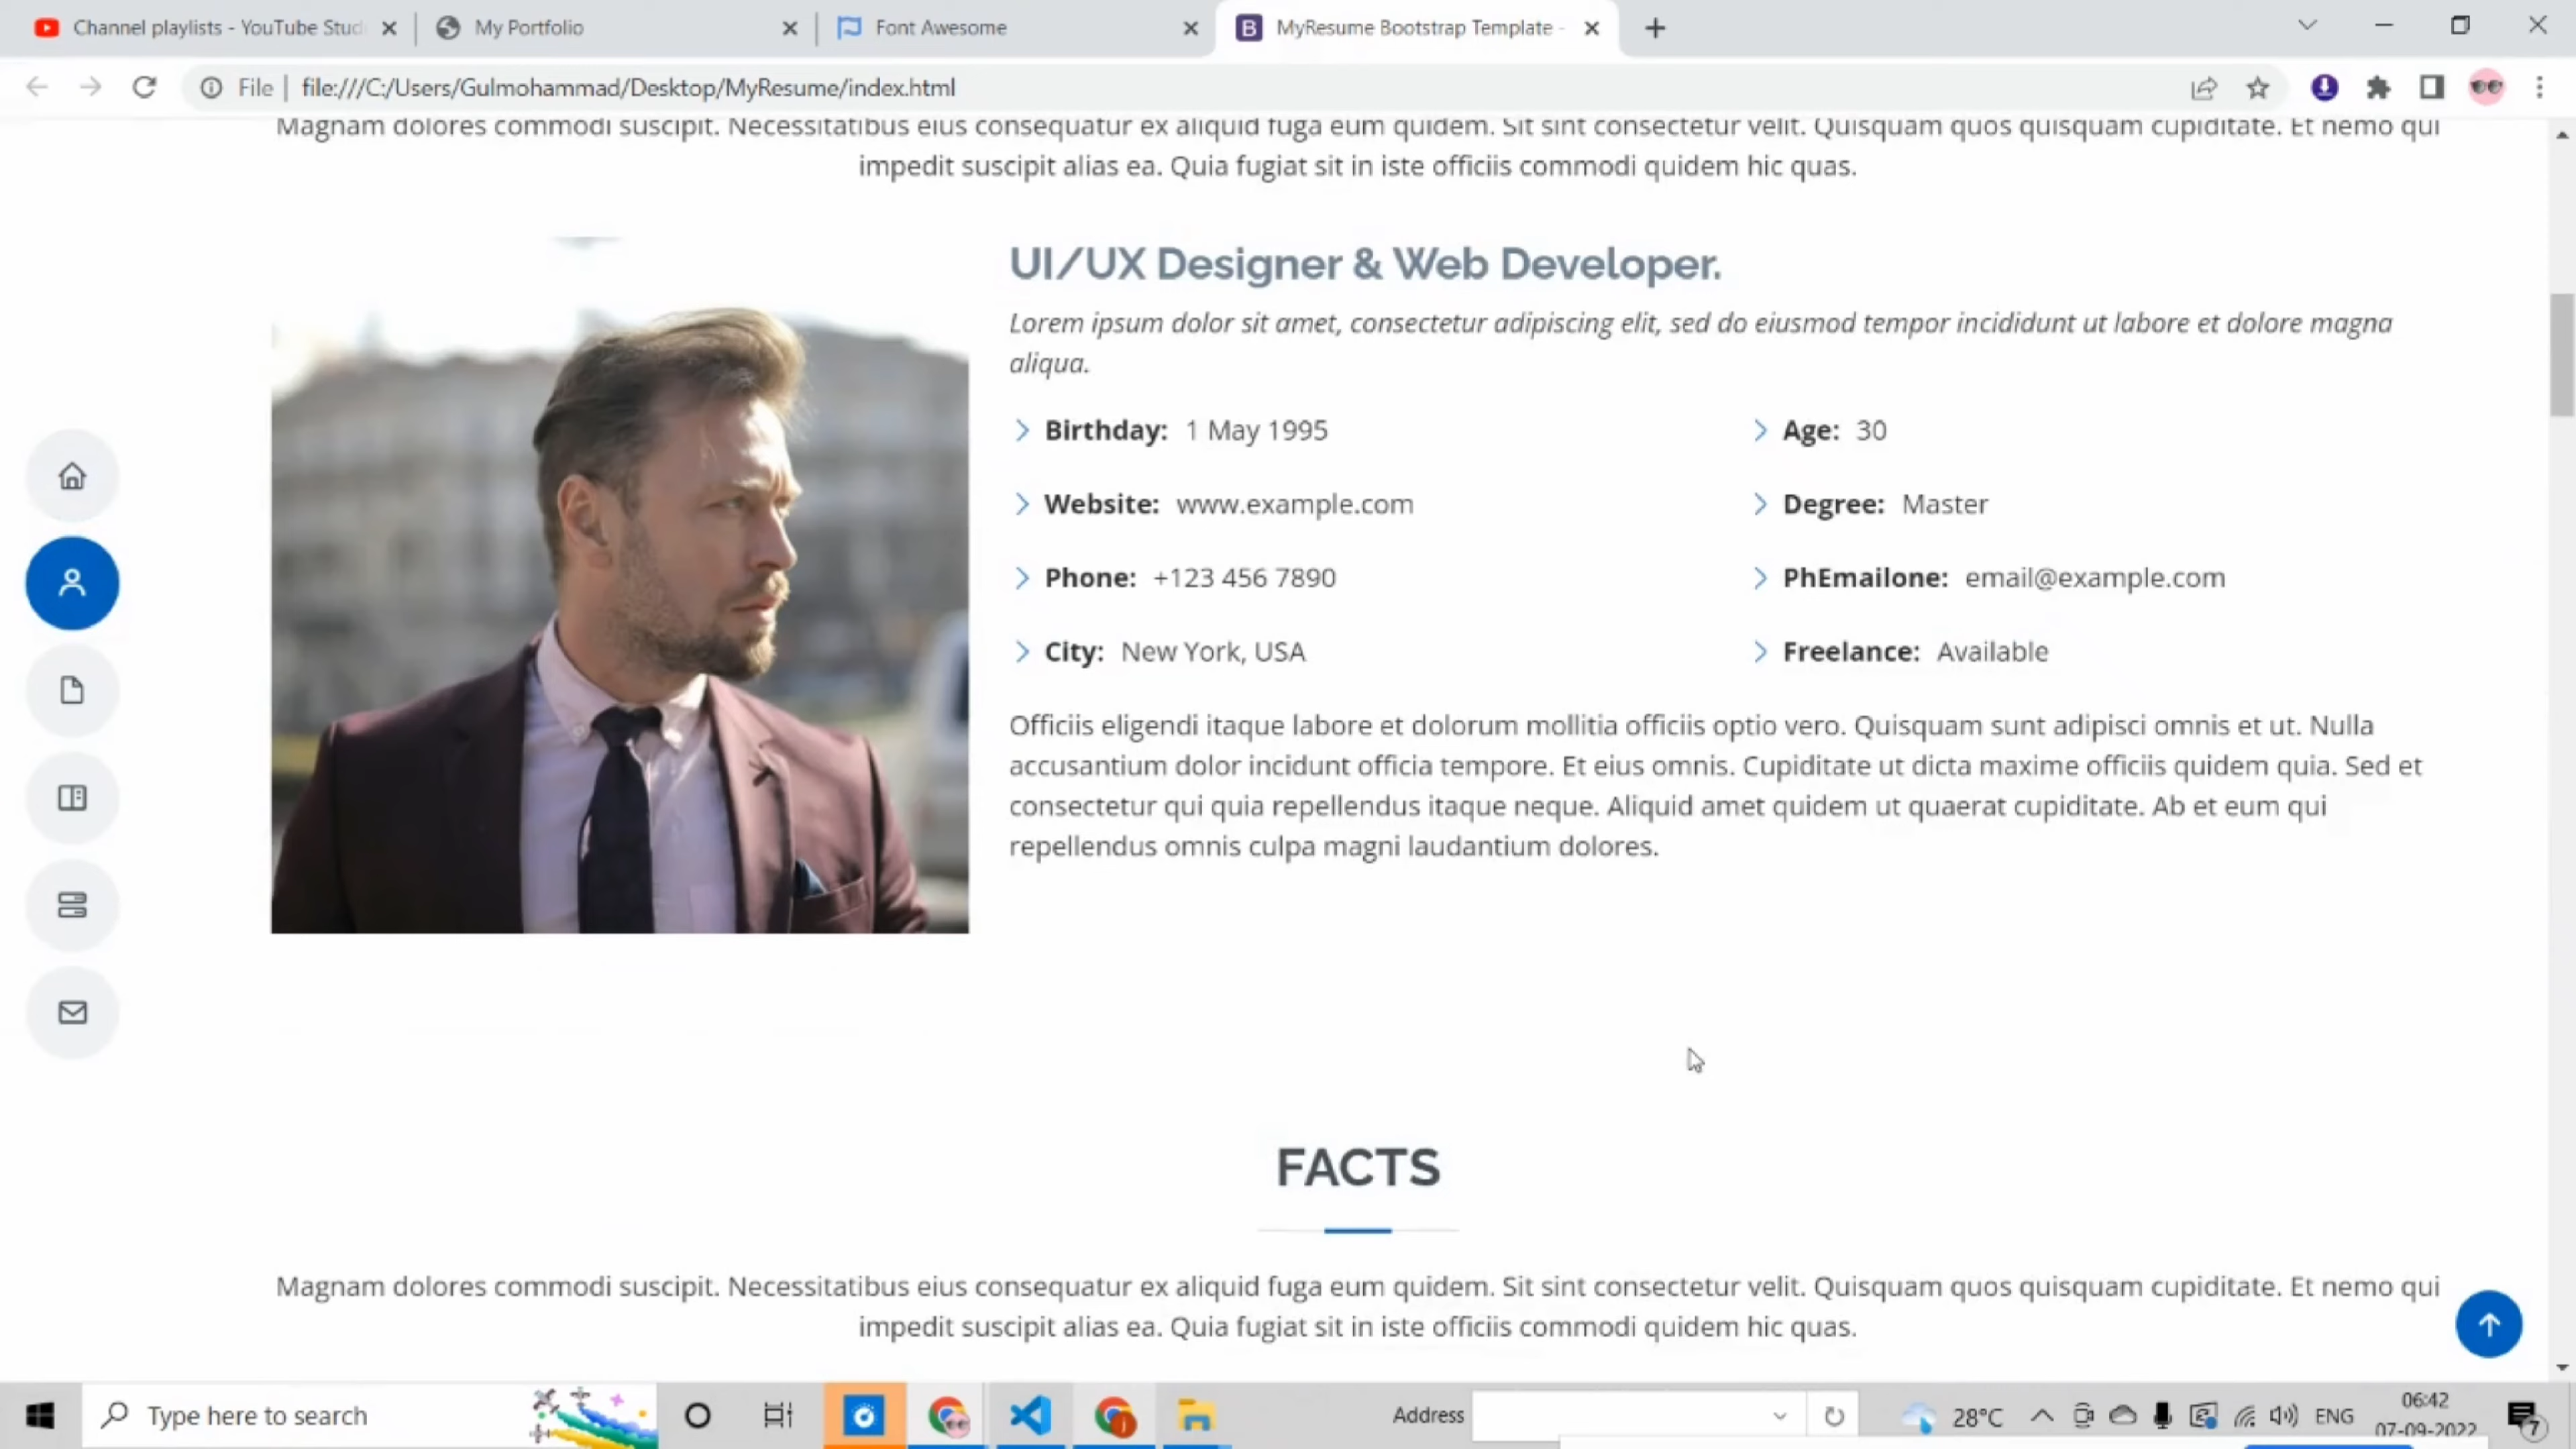 Channel playlists - YouTube Stud
My Portfolio
Font Awesome
MyResume Bootstrap Template -
File
file:///C:/Users/Gulmohammad/Desktop/MyResume/index.html
Magnam dolores commodi suscipit. Necessitatibus eius consequatur ex aliquid fuga eum quidem. Sit sint consectetur velit. Quisquam quos quisquam cupiditate. Et nemo qui
impedit suscipit alias ea. Quia fugiat sit in iste officiis commodi quidem hic quas.
UI/UX Designer & Web Developer.
Lorem ipsum dolor sit amet, consectetur adipiscing elit, sed do eiusmod tempor incididunt ut labore et dolore magna
aliqua.
Birthday: 1 May 1995
Age: 30
Website: www.example.com
Degree: Master
Phone: +123 456 7890
PhEmailone: email@example.com
City: New York, USA
Freelance: Available
Officiis eligendi itaque labore et dolorum mollitia officiis optio vero. Quisquam sunt adipisci omnis et ut. Nulla
accusantium dolor incidunt officia tempore. Et eius omnis. Cupiditate ut dicta maxime officiis quidem quia. Sed et
consectetur qui quia repellendus itaque neque. Aliquid amet quidem ut quaerat cupiditate. Ab et eum qui
repellendus omnis culpa magni laudantium dolores.
FACTS
Magnam dolores commodi suscipit. Necessitatibus eius consequatur ex aliquid fuga eum quidem. Sit sint consectetur velit. Quisquam quos quisquam cupiditate. Et nemo qui
impedit suscipit alias ea. Quia fugiat sit in iste officiis commodi quidem hic quas.
Type here to search
Address
28°C
ENG
06:42
07-09-2022
7